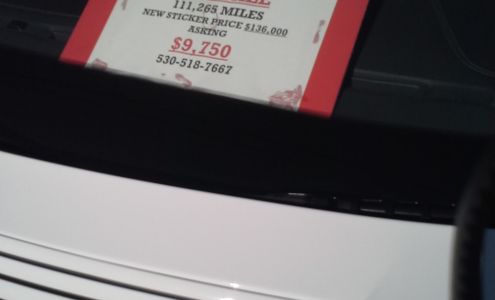 111,265 MILES
NEW STICKER PRICE $136,000
ASKING
$9,750
530-518-7667